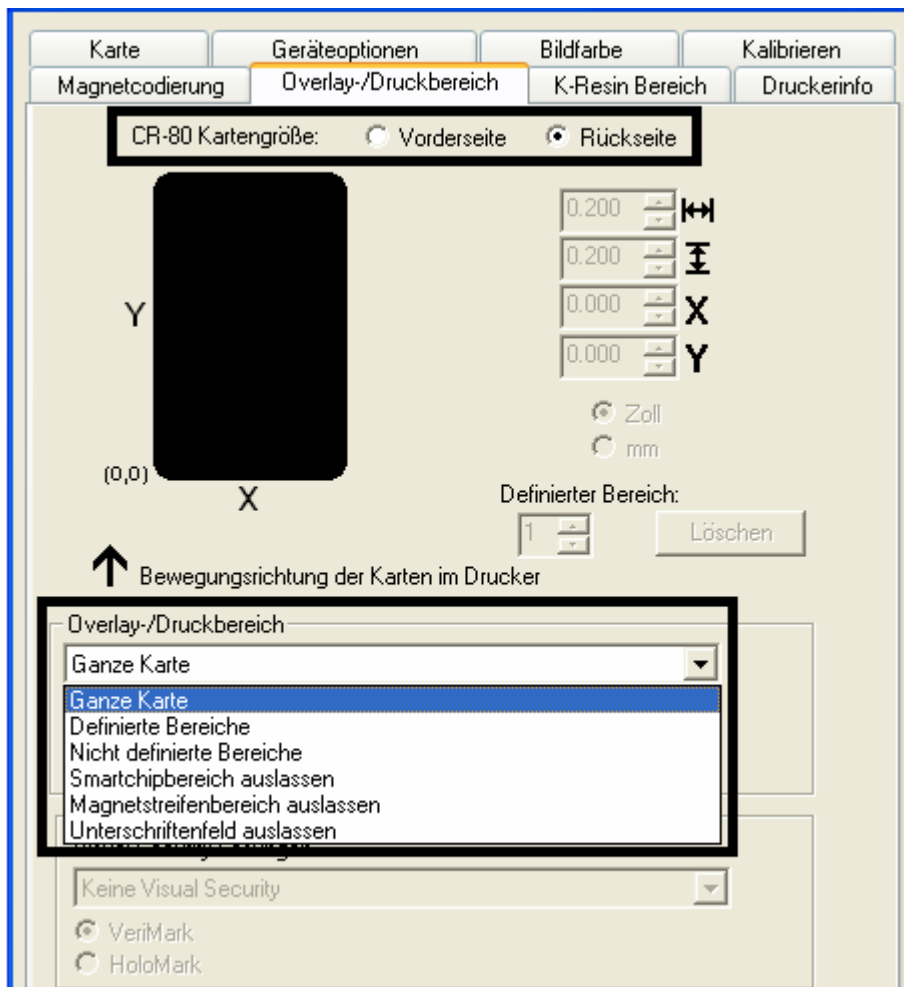 Karte Geräteoptionen Bildfarbe Kalibrieren
Magnetcodierung Overlay-/Druckbereich K-Resin Bereich Druckerinfo
CR-80 Kartengröße: Vorderseite Rückseite
0.200
0.200
Y 0.000 X
0.000 Y
Zoll
mm
(0,0)
X
Definierter Bereich:
1 Löschen
Bewegungsrichtung der Karten im Drucker
Overlay-/Druckbereich
Ganze Karte
Ganze Karte
Definierte Bereiche
Nicht definierte Bereiche
Smartchipbereich auslassen
Magnetstreifenbereich auslassen
Unterschriftenfeld auslassen
Keine Visual Security
VeriMark
HoloMark